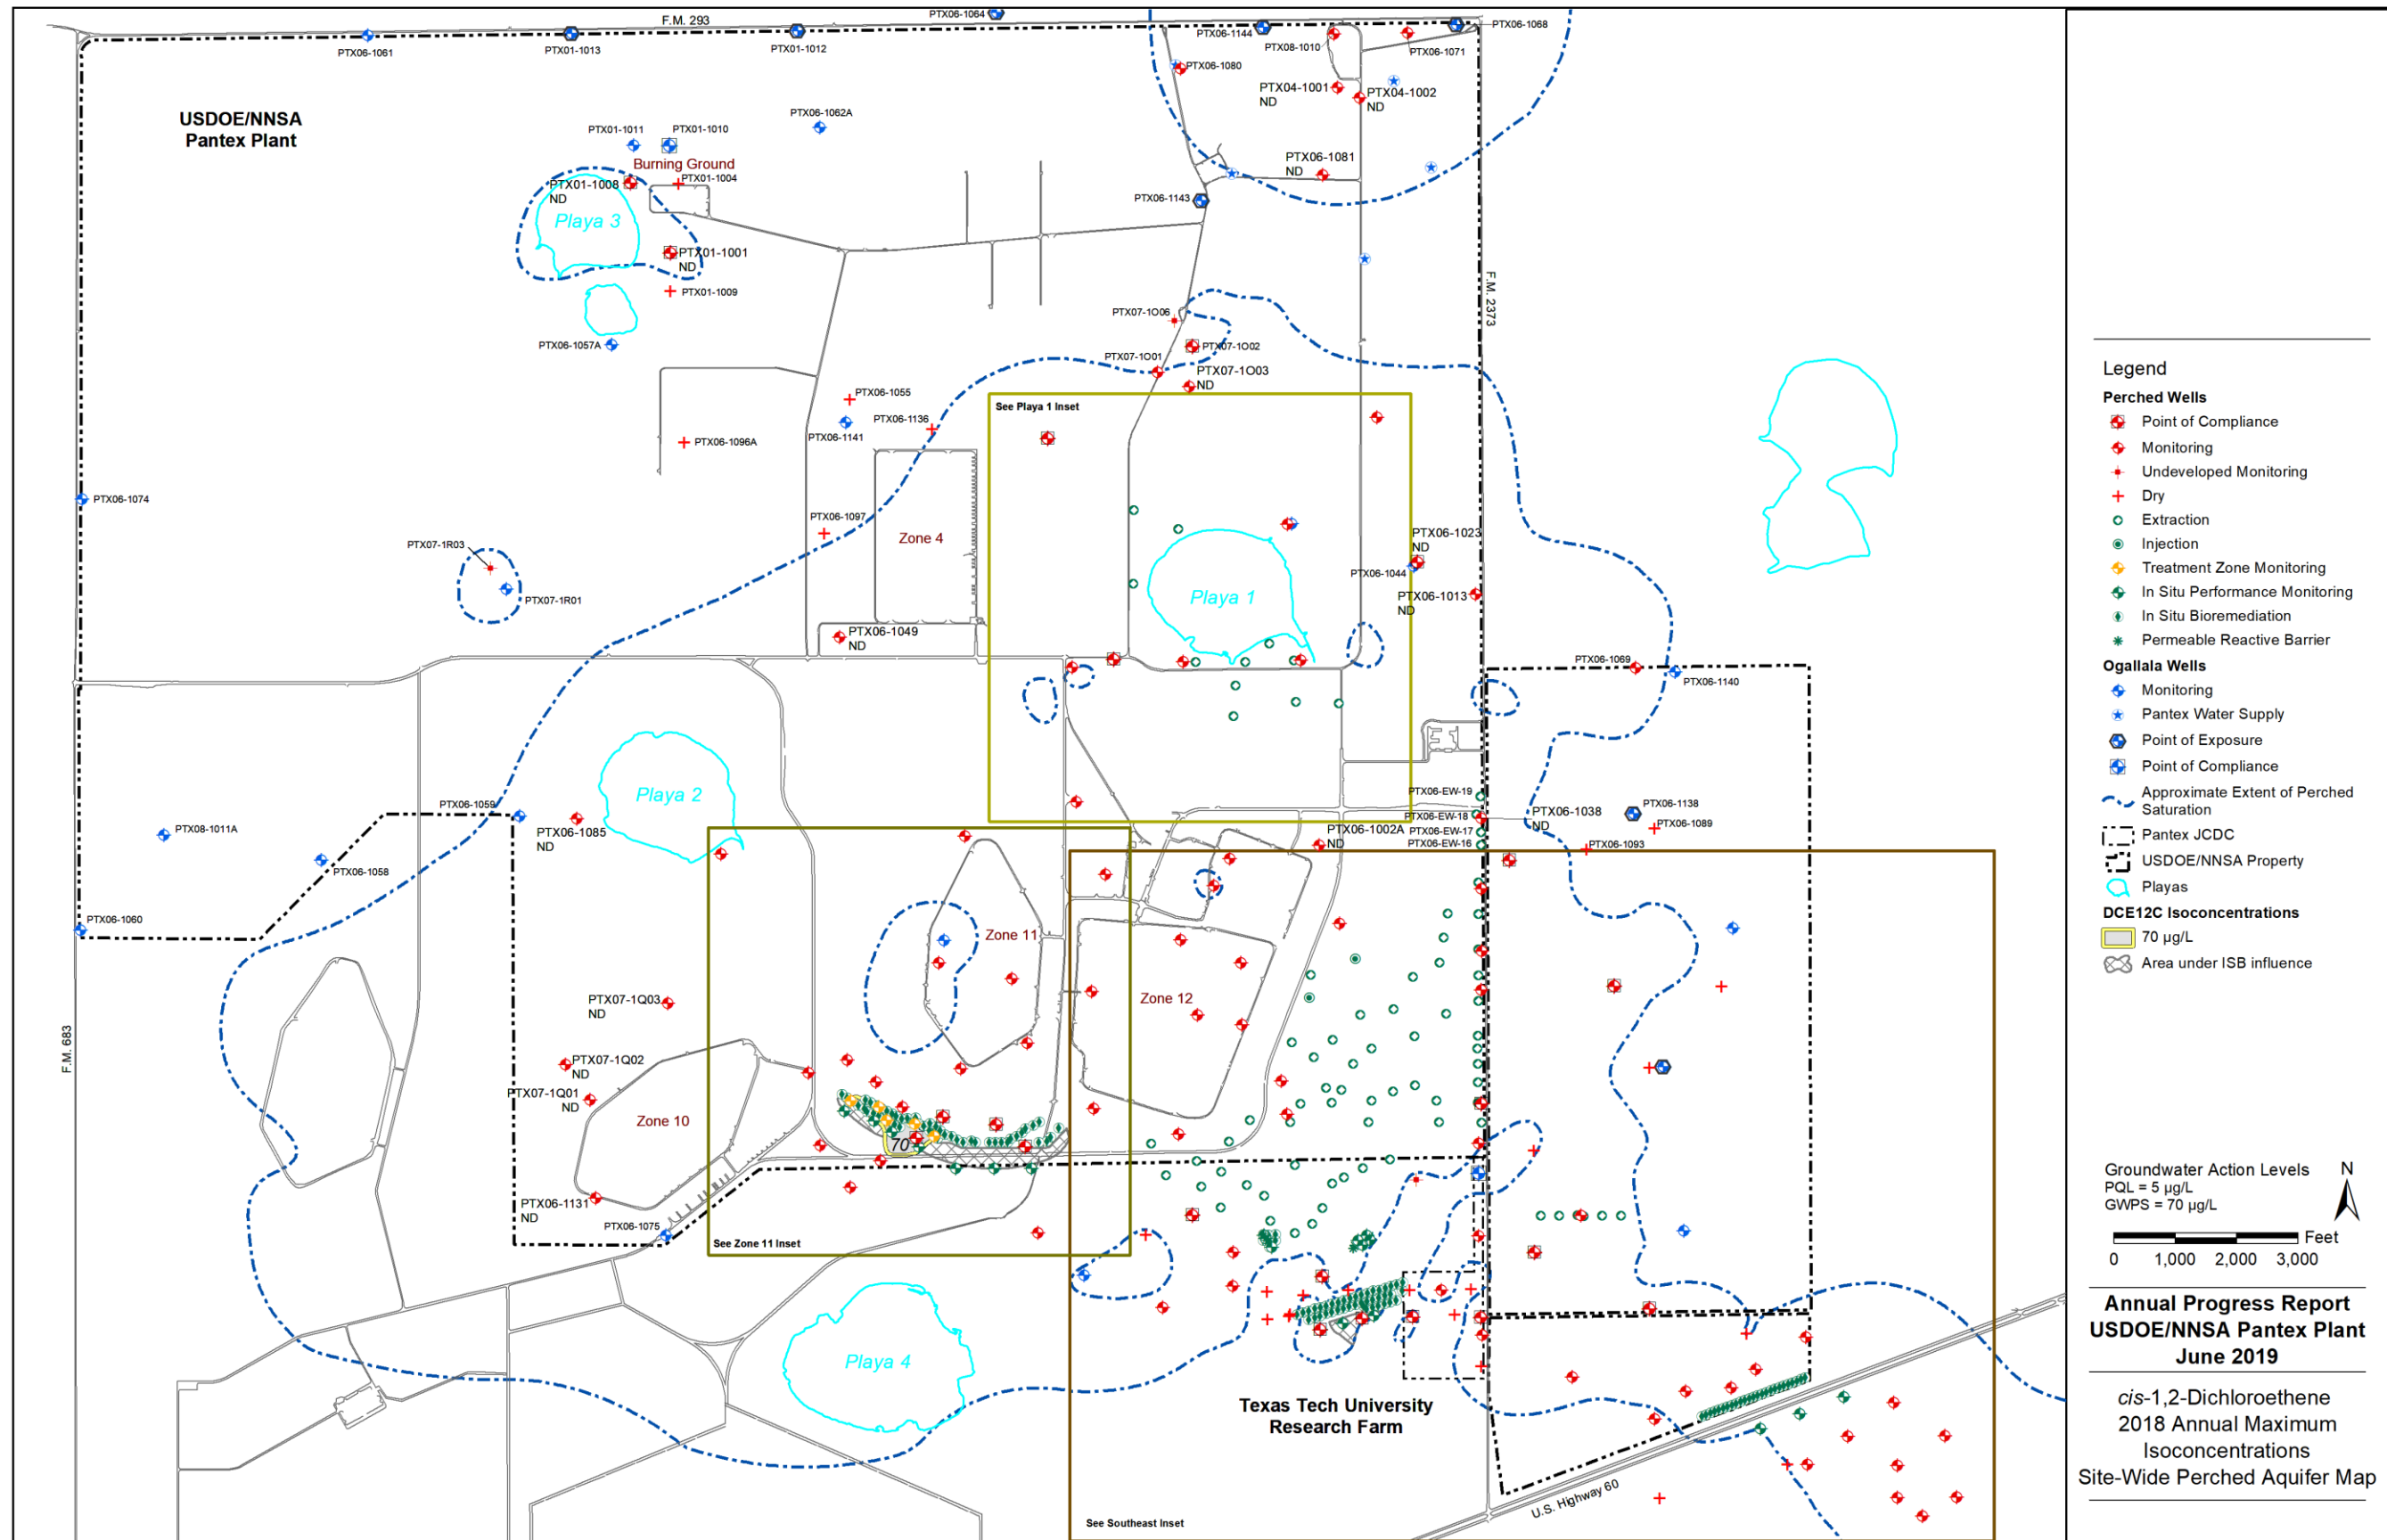 F.M. 293
PTX06-1064
PTX06-1061
PTX01-1013
PTX01-1012
PTX06-1144
PTX08-1010
PTX06-1071
PTX06-1068
PTX06-1080
PTX04-1001
ND
PTX04-1002
ND
USDOE/NNSA
Pantex Plant
PTX06-1062A
PTX01-1011
PTX01-1010
Burning Ground
PTX01-1004
PTX01-1008
ND
PTX06-1081
ND
PTX06-1143
Playa 3
PTX01-1001
ND
PTX01-1009
PTX06-1057A
F.M. 2373
PTX07-1O06
PTX07-1O02
PTX07-1O01
PTX07-1O03
ND
PTX06-1055
PTX06-1136
PTX06-1141
PTX06-1096A
See Playa 1 Inset
PTX06-1074
PTX06-1097
Zone 4
PTX07-1R03
PTX07-1R01
PTX06-1023
ND
PTX06-1044
PTX06-1013
ND
Playa 1
PTX06-1049
ND
PTX06-1069
PTX06-1140
Playa 2
PTX06-1059
PTX06-1085
ND
PTX08-1011A
PTX06-1058
PTX06-1060
PTX06-EW-19
PTX06-EW-18
PTX06-EW-17
PTX06-EW-16
PTX06-1038
ND
PTX06-1002A
ND
PTX06-1138
PTX06-1089
PTX06-1093
Zone 11
Zone 12
PTX07-1Q03
ND
PTX07-1Q02
ND
PTX07-1Q01
ND
F.M. 683
Zone 10
70
PTX06-1131
ND
PTX06-1075
See Zone 11 Inset
Playa 4
Texas Tech University
Research Farm
U.S. Highway 60
See Southeast Inset
Legend
Perched Wells
Point of Compliance
Monitoring
Undeveloped Monitoring
Dry
Extraction
Injection
Treatment Zone Monitoring
In Situ Performance Monitoring
In Situ Bioremediation
Permeable Reactive Barrier
Ogallala Wells
Monitoring
Pantex Water Supply
Point of Exposure
Point of Compliance
Approximate Extent of Perched
Saturation
Pantex JCDC
USDOE/NNSA Property
Playas
DCE12C Isoconcentrations
70 µg/L
Area under ISB influence
Groundwater Action Levels
PQL = 5 µg/L
GWPS = 70 µg/L
N
Feet
0 1,000 2,000 3,000
Annual Progress Report
USDOE/NNSA Pantex Plant
June 2019
cis-1,2-Dichloroethene
2018 Annual Maximum
Isoconcentrations
Site-Wide Perched Aquifer Map